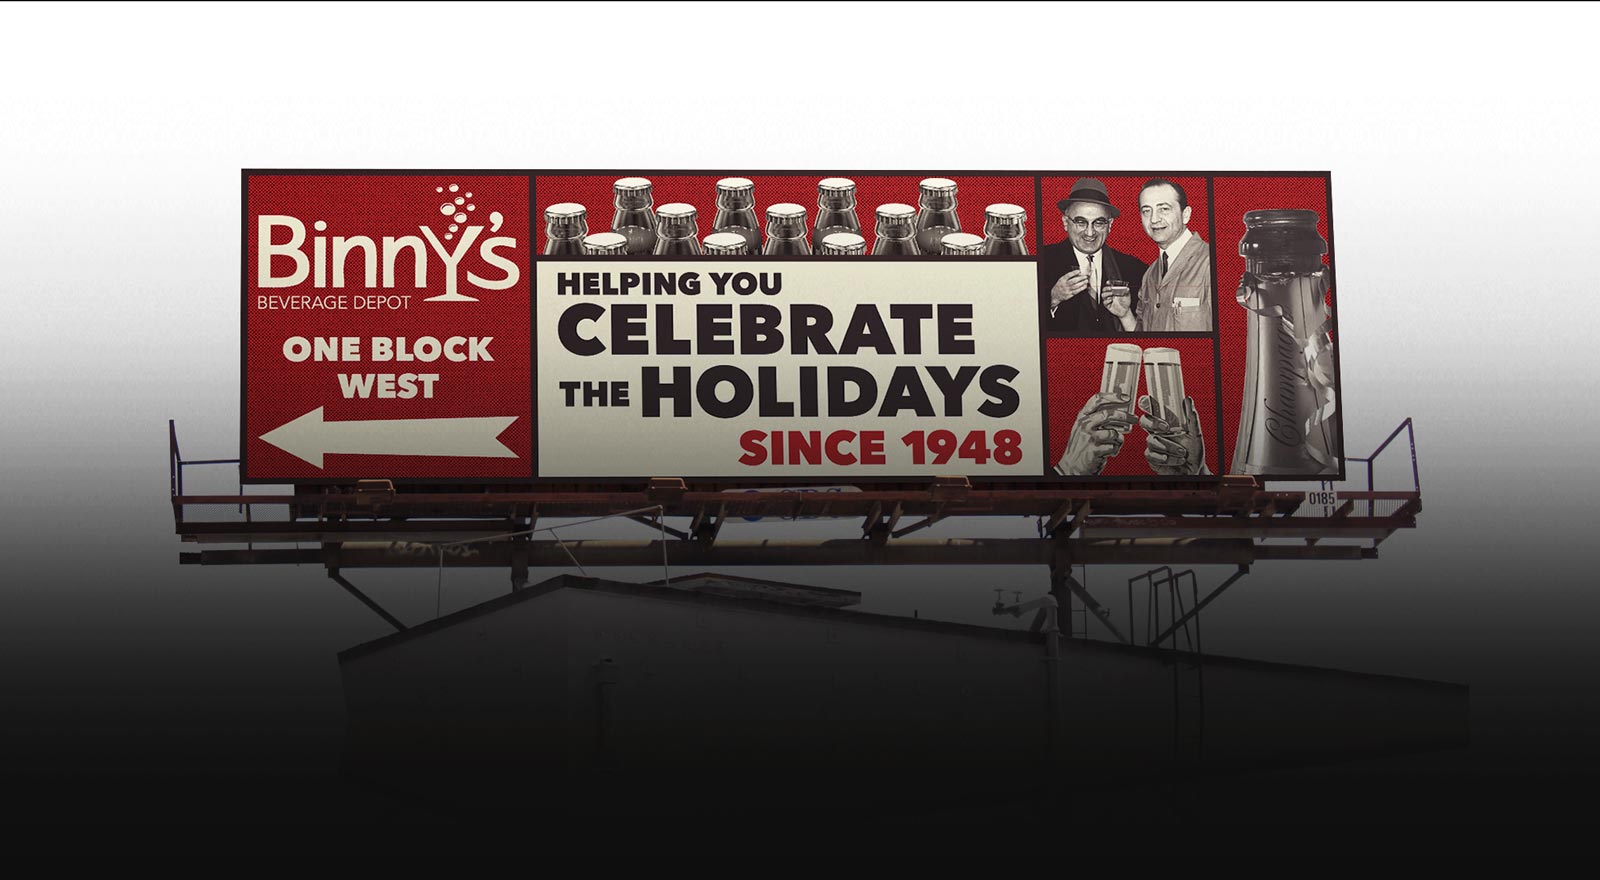 Binny's
BEVERAGE DEPOT
ONE BLOCK
WEST
HELPING YOU
CELEBRATE
THE HOLIDAYS
SINCE 1948
Champagne
0185